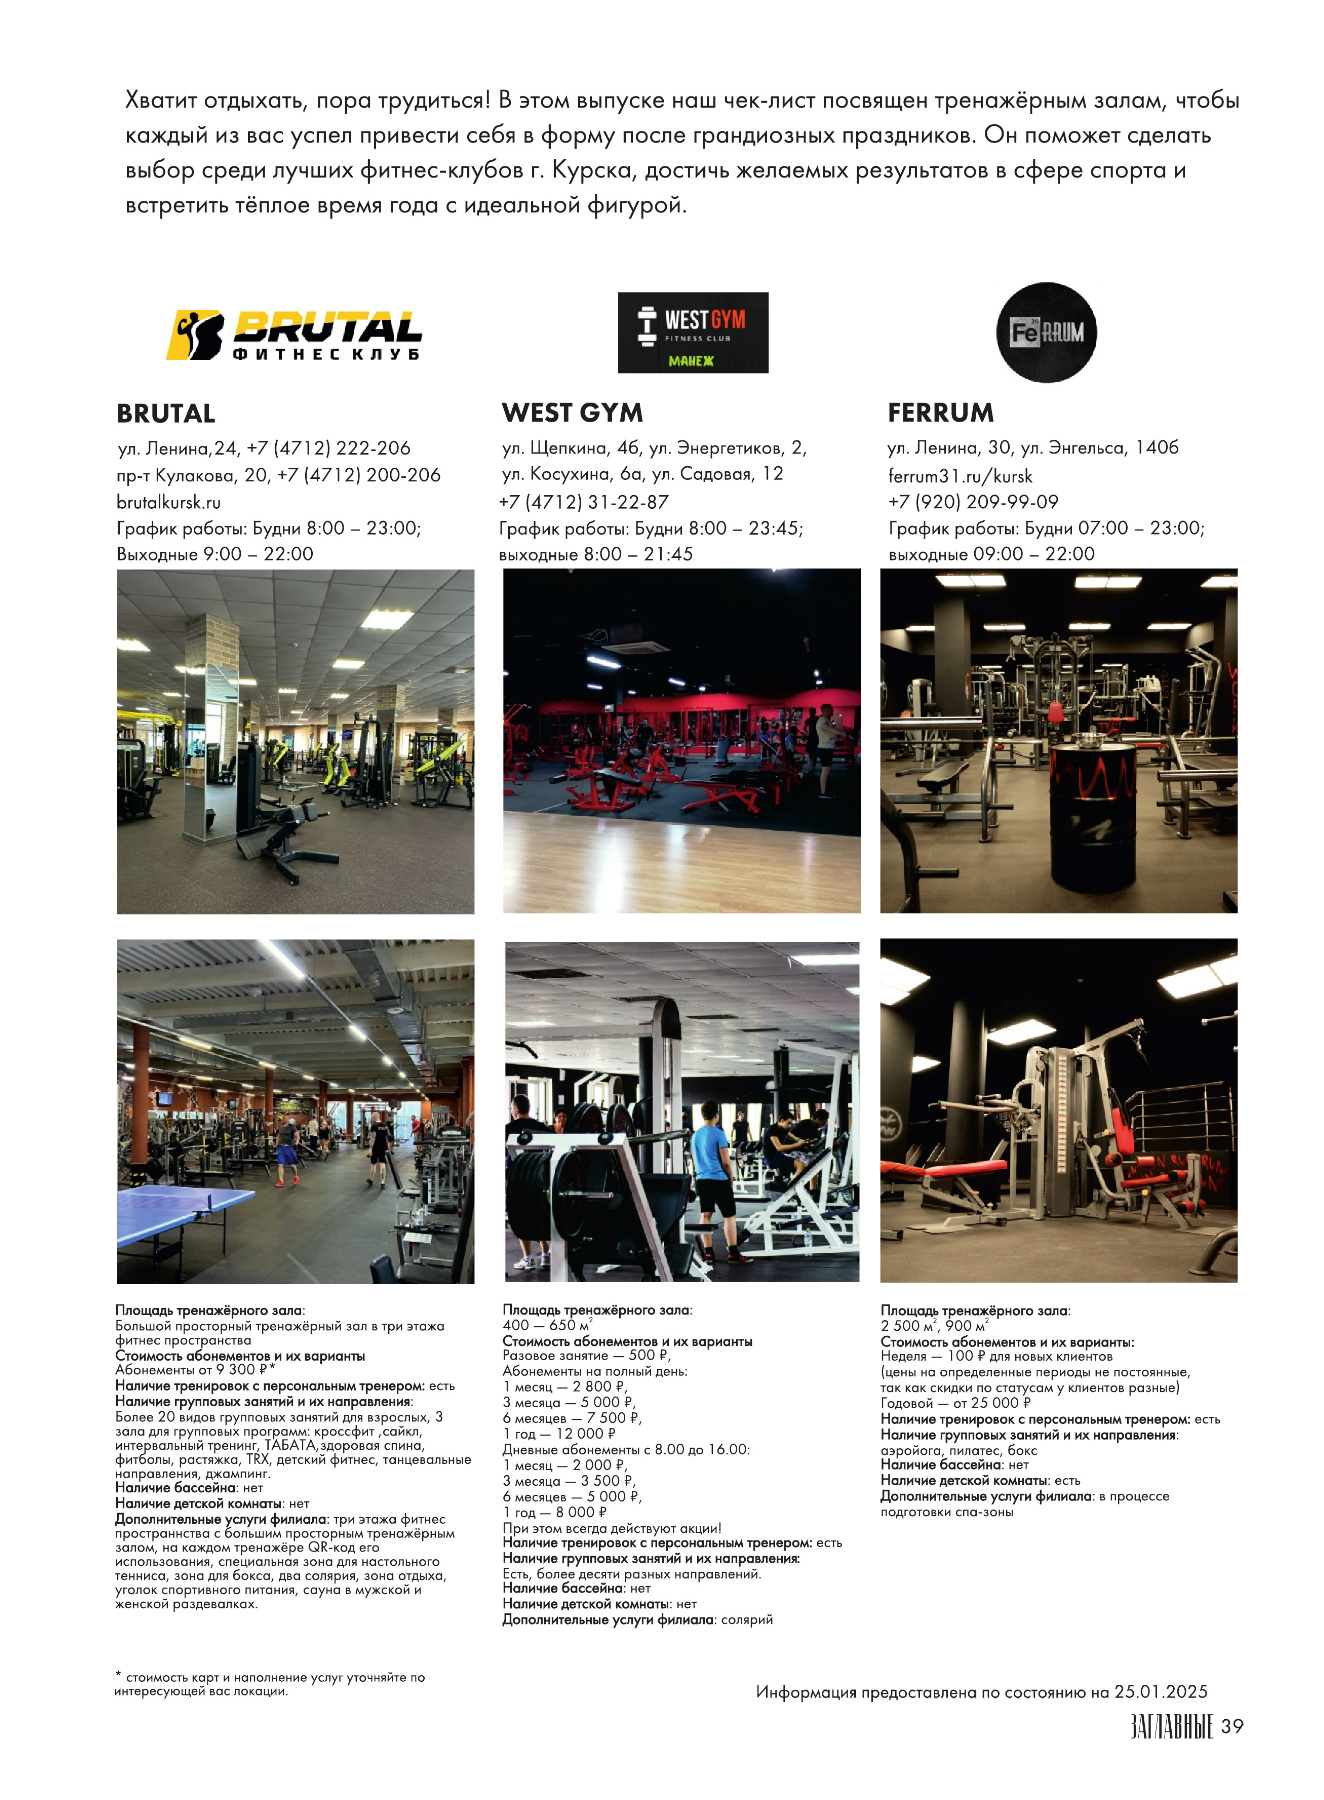 Хватит отдыхать, пора трудиться! В этом выпуске наш чек-лист посвящен тренажёрным залам, чтобы
каждый из вас успел привести себя в форму после грандиозных праздников. Он поможет сделать
выбор среди лучших фитнес-клубов г. Курска, достичь желаемых результатов в сфере спорта и
встретить тёплое время года с идеальной фигурой.
BRUTAL
ФИТНЕС КЛУБ
BRUTAL
ул. Ленина,24, +7 (4712) 222-206
пр-т Кулакова, 20, +7 (4712) 200-206
brutalkursk.ru
График работы: Будни 8:00 – 23:00;
Выходные 9:00 – 22:00
Площадь тренажёрного зала:
Большой просторный тренажёрный зал в три этажа
фитнес пространства
Стоимость абонементов и их варианты
Абонементы от 9 300 ₽*
Наличие тренировок с персональным тренером: есть
Наличие групповых занятий и их направления:
Более 20 видов групповых занятий для взрослых, 3
зала для групповых программ: кроссфит ,сайкл,
интервальный тренинг, ТАБАТА,здоровая спина,
фитболы, растяжка, TRX, детский фитнес, танцевальные
направления, джампинг.
Наличие бассейна: нет
Наличие детской комнаты: нет
Дополнительные услуги филиала: три этажа фитнес
пространнства с большим просторным тренажёрным
залом, на каждом тренажёре QR-код его
использования, специальная зона для настольного
тенниса, зона для бокса, два солярия, зона отдыха,
уголок спортивного питания, сауна в мужской и
женской раздевалках.
* стоимость карт и наполнение услуг уточняйте по
интересующей вас локации.
WEST GYM
FITNESS CLUB
МАНЕЖ
WEST GYM
ул. Щепкина, 4б, ул. Энергетиков, 2,
ул. Косухина, 6а, ул. Садовая, 12
+7 (4712) 31-22-87
График работы: Будни 8:00 – 23:45;
выходные 8:00 – 21:45
Площадь тренажёрного зала:
400 — 650 м²
Стоимость абонементов и их варианты
Разовое занятие — 500 ₽,
Абонементы на полный день:
1 месяц — 2 800 ₽,
3 месяца — 5 000 ₽,
6 месяцев — 7 500 ₽,
1 год — 12 000 ₽
Дневные абонементы с 8.00 до 16.00:
1 месяц — 2 000 ₽,
3 месяца — 3 500 ₽,
6 месяцев — 5 000 ₽,
1 год — 8 000 ₽
При этом всегда действуют акции!
Наличие тренировок с персональным тренером: есть
Наличие групповых занятий и их направления:
Есть, более десяти разных направлений.
Наличие бассейна: нет
Наличие детской комнаты: нет
Дополнительные услуги филиала: солярий
26
FeRRUM
FERRUM
ул. Ленина, 30, ул. Энгельса, 140б
ferrum31.ru/kursk
+7 (920) 209-99-09
График работы: Будни 07:00 – 23:00;
выходные 09:00 – 22:00
Площадь тренажёрного зала:
2 500 м², 900 м²
Стоимость абонементов и их варианты:
Неделя — 100 ₽ для новых клиентов
(цены на определенные периоды не постоянные,
так как скидки по статусам у клиентов разные)
Годовой — от 25 000 ₽
Наличие тренировок с персональным тренером: есть
Наличие групповых занятий и их направления:
аэройога, пилатес, бокс
Наличие бассейна: нет
Наличие детской комнаты: есть
Дополнительные услуги филиала: в процессе
подготовки спа-зоны
Информация предоставлена по состоянию на 25.01.2025
ЗАГЛАВНЫЕ 39